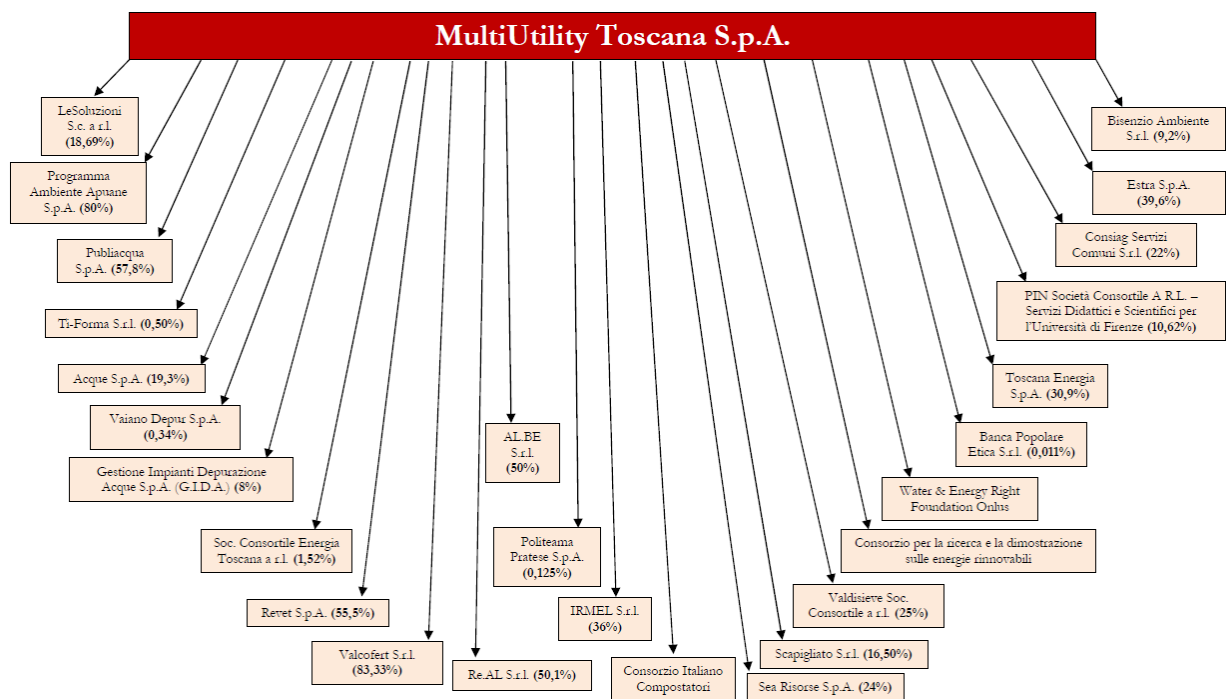 MultiUtility Toscana S.p.A.
LeSoluzioni
S.c. a r.l.
(18,69%)
Programma
Ambiente Apuane
S.p.A. (80%)
Publiacqua
S.p.A. (57,8%)
Ti-Forma S.r.l. (0,50%)
Acque S.p.A. (19,3%)
Vaiano Depur S.p.A.
(0,34%)
Gestione Impianti Depurazione
Acque S.p.A. (G.I.D.A.) (8%)
Soc. Consortile Energia
Toscana a r.l. (1,52%)
Revet S.p.A. (55,5%)
Valcofert S.r.l.
(83,33%)
Re.AL S.r.l. (50,1%)
AL.BE
S.r.l.
(50%)
Politeama
Pratese S.p.A.
(0,125%)
IRMEL S.r.l.
(36%)
Consorzio Italiano
Compostatori
Sea Risorse S.p.A. (24%)
Scapigliato S.r.l. (16,50%)
Valdisieve Soc.
Consortile a r.l. (25%)
Consorzio per la ricerca e la dimostrazione
sulle energie rinnovabili
Water & Energy Right
Foundation Onlus
Banca Popolare
Etica S.r.l. (0,011%)
Toscana Energia
S.p.A. (30,9%)
PIN Società Consortile A R.L. –
Servizi Didattici e Scientifici per
l'Università di Firenze (10,62%)
Consiag Servizi
Comuni S.r.l. (22%)
Estra S.p.A.
(39,6%)
Bisenzio Ambiente
S.r.l. (9,2%)